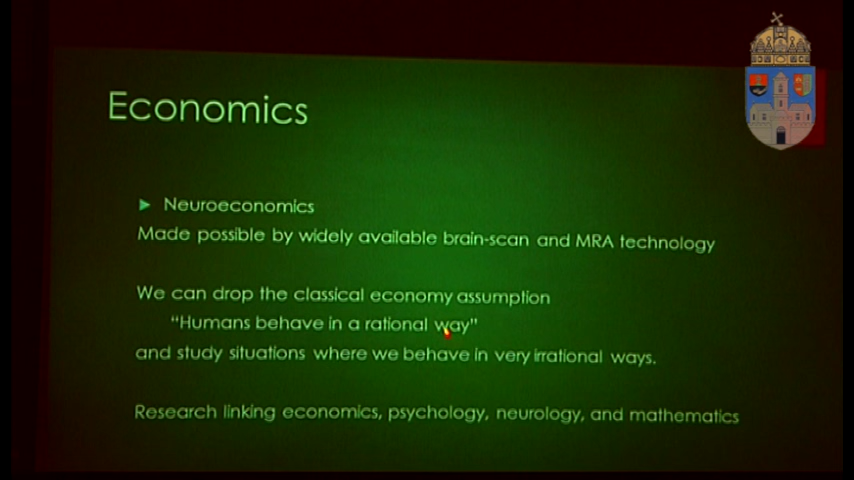 Economics
Neuroeconomics
Made possible by widely available brain-scan and MRA technology
We can drop the classical economy assumption
“Humans behave in a rational way”
and study situations where we behave in very irrational ways.
Research linking economics, psychology, neurology, and mathematics